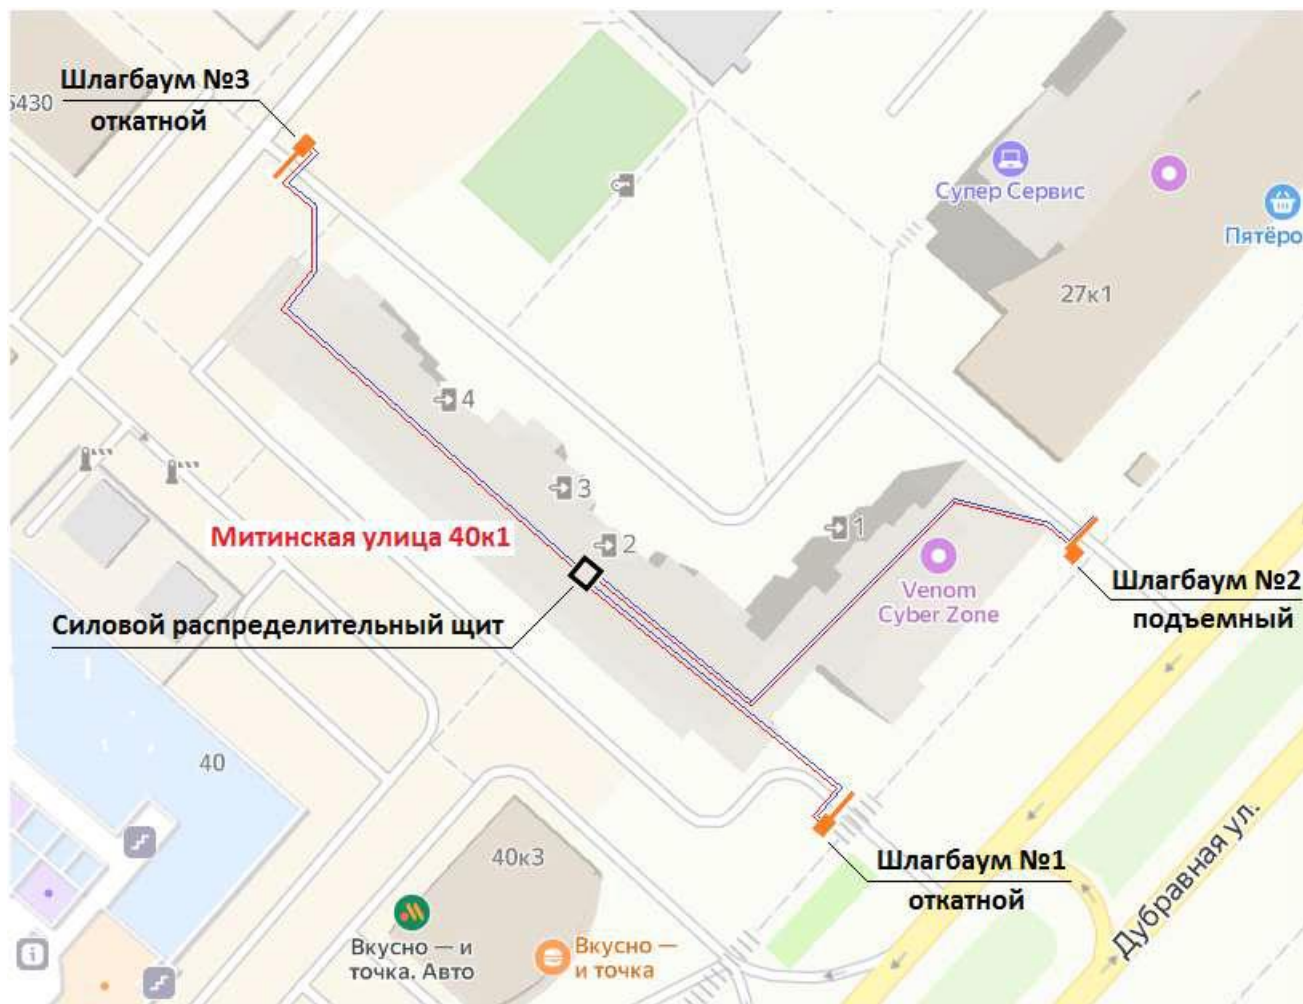 Шлагбаум №3
откатной
5430
Супер Сервис
Пятёро
27к1
4
3
Митинская улица 40к1
2
1
Venom
Cyber Zone
Шлагбаум №2
подъемный
Силовой распределительный щит
40
40к3
Шлагбаум №1
откатной
Дубравная ул.
Вкусно — и
точка. Авто
Вкусно —
и точка